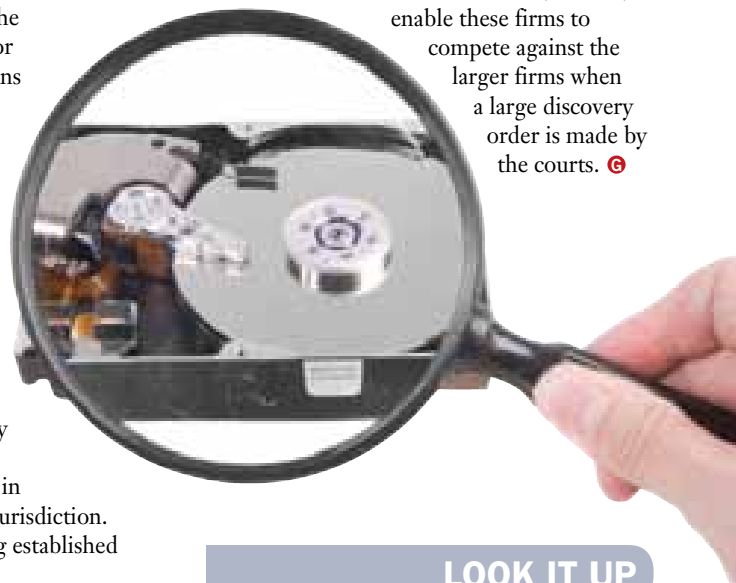 he
or
ns
y
in
urisdiction.
g established
enable these firms to
compete against the
larger firms when
a large discovery
order is made by
the courts. G
LOOK IT UP